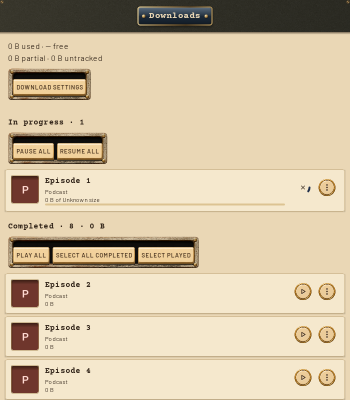 Downloads
0 B used · — free
0 B partial · 0 B untracked
DOWNLOAD SETTINGS
In progress · 1
PAUSE ALL RESUME ALL
P
Episode 1
Podcast
0 B of Unknown size
Completed · 8 · 0 B
PLAY ALL SELECT ALL COMPLETED SELECT PLAYED
P
Episode 2
Podcast
0 B
P
Episode 3
Podcast
0 B
P
Episode 4
Podcast
0 B